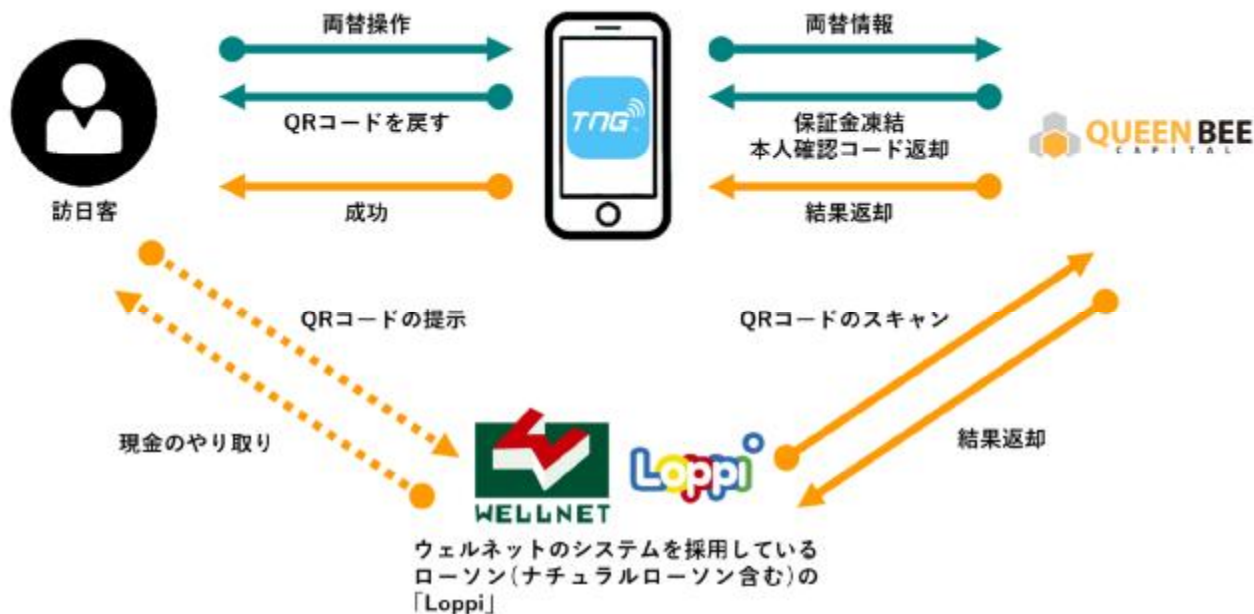 両替操作
両替情報
TNG
QRコードを戻す
保証金凍結
本人確認コード返却
QUEEN BEE
CAPITAL
訪日客
成功
結果返却
QRコードの提示
QRコードのスキャン
現金のやり取り
結果返却
WELLNET
Loppi
ウェルネットのシステムを採用している
ローソン(ナチュラルローソン含む)の
「Loppi」